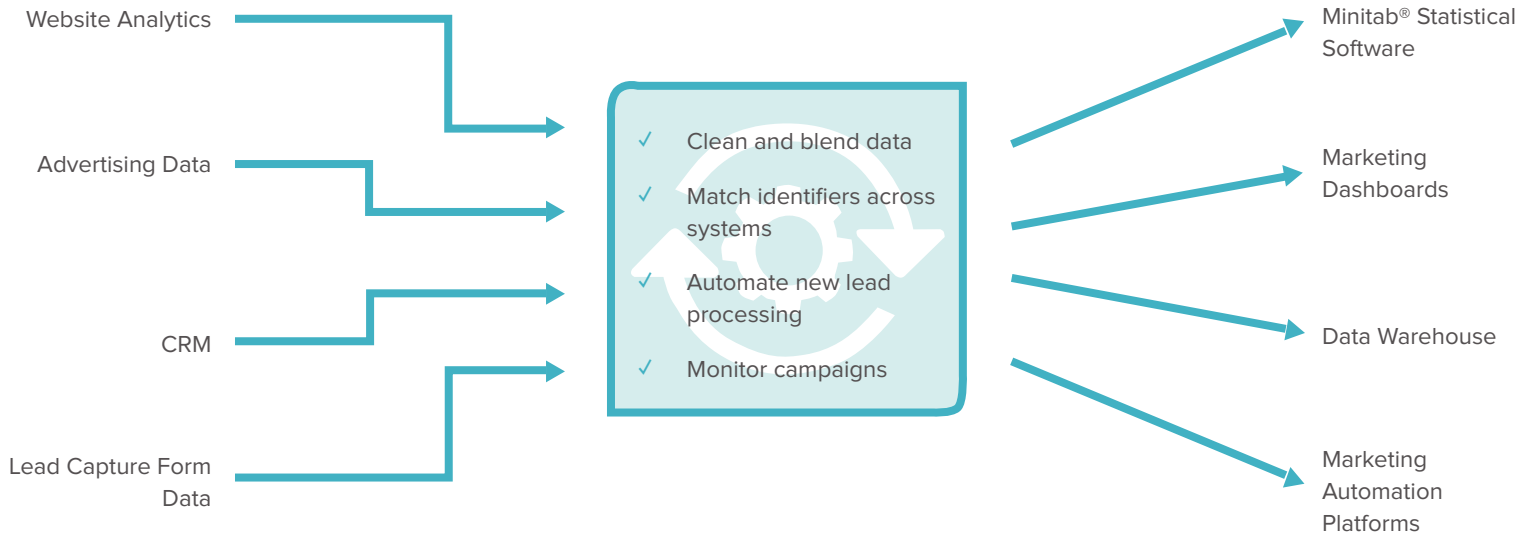 Website Analytics
Advertising Data
CRM
Lead Capture Form
Data
✓ Clean and blend data
✓ Match identifiers across
systems
✓ Automate new lead
processing
✓ Monitor campaigns
Minitab® Statistical
Software
Marketing
Dashboards
Data Warehouse
Marketing
Automation
Platforms